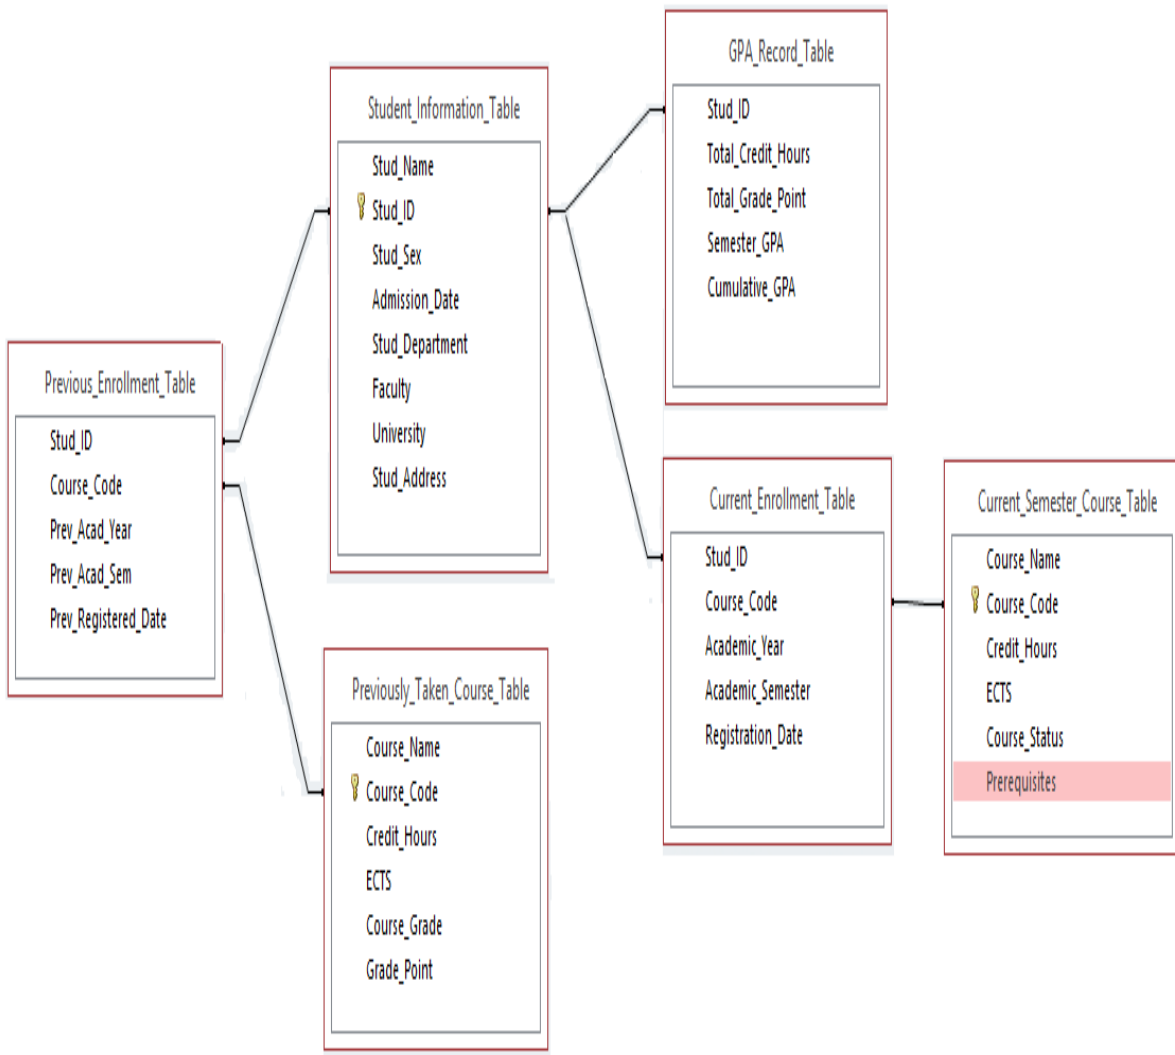 GPA_Record_Table
Stud_ID
Total_Credit_Hours
Total_Grade_Point
Semester_GPA
Cumulative_GPA
Student_Information_Table
Stud_Name
Stud_ID
Stud_Sex
Admission_Date
Stud_Department
Faculty
University
Stud_Address
Previous_Enrollment_Table
Stud_ID
Course_Code
Prev_Acad_Year
Prev_Acad_Sem
Prev_Registered_Date
Previously_Taken_Course_Table
Course_Name
Course_Code
Credit_Hours
ECTS
Course_Grade
Grade_Point
Current_Enrollment_Table
Stud_ID
Course_Code
Academic_Year
Academic_Semester
Registration_Date
Current_Semester_Course_Table
Course_Name
Course_Code
Credit_Hours
ECTS
Course_Status
Prerequisites